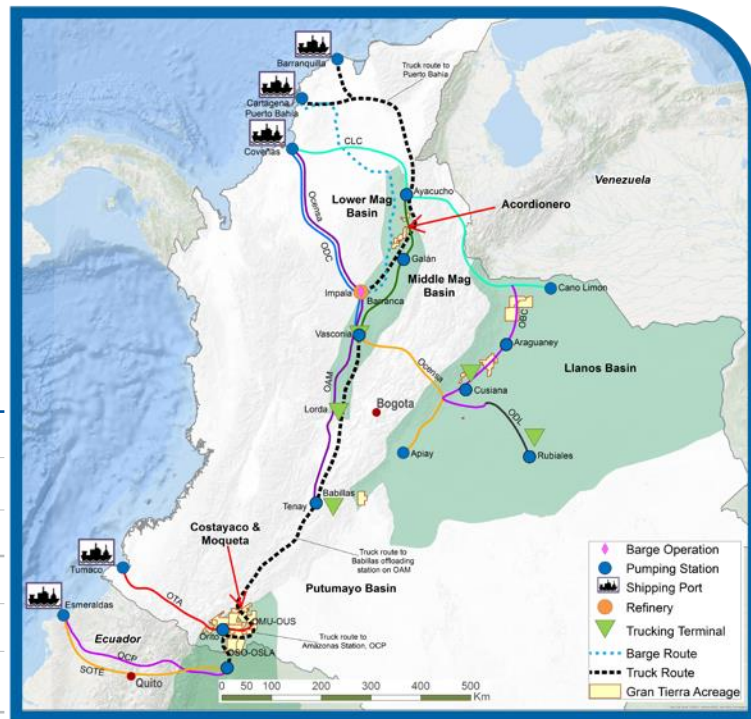 Barranquilla
Truck route to
Puerto Bahia
Cartagena
Puerto Bahia
Coveñas
CLC
Venezuela
Ayacucho
Lower Mag
Basin
Acordionero
Ocensa
ODC
Galán
Middle Mag
Basin
Impala
Barranca
Cano Limon
OBC
Vasconia
Araguaney
Ocensa
Llanos Basin
OAM
Cusiana
Lorda
Bogota
ODL
Apiay
Rubiales
Babillas
Tenay
Costayaco &
Moqueta
Truck route to
Babillas offloading
station on OAM
Tumaco
Putumayo Basin
Esmeraldas
OTA
OMU-OUS
Orito
Truck route to
Amazonas Station, OCP
Ecuador
OSO-OSLA
OCP
SOTE
Quito
0 50 100 200 300 400 500
Km
Barge Operation
Pumping Station
Shipping Port
Refinery
Trucking Terminal
Barge Route
Truck Route
Gran Tierra Acreage